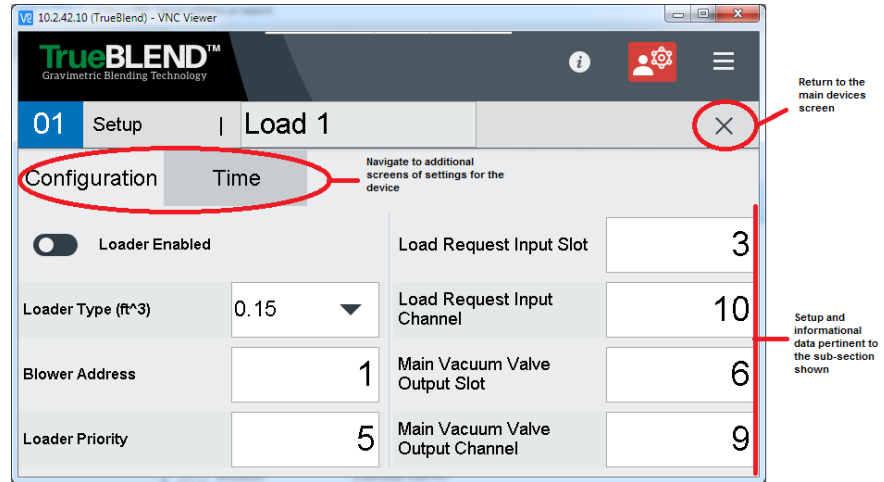 10.2.42.10 (TrueBlend) - VNC Viewer
TrueBLEND™
Gravimetric Blending Technology
i
Return to the
main devices
screen
01 Setup | Load 1
Configuration Time
Navigate to additional
screens of settings for the
device
Loader Enabled
Load Request Input Slot 3
Loader Type (ft^3) 0.15
Load Request Input
Channel
10
Setup and
informational
data pertinent to
the sub-section
shown
Blower Address 1
Main Vacuum Valve
Output Slot
6
Loader Priority 5
Main Vacuum Valve
Output Channel
9